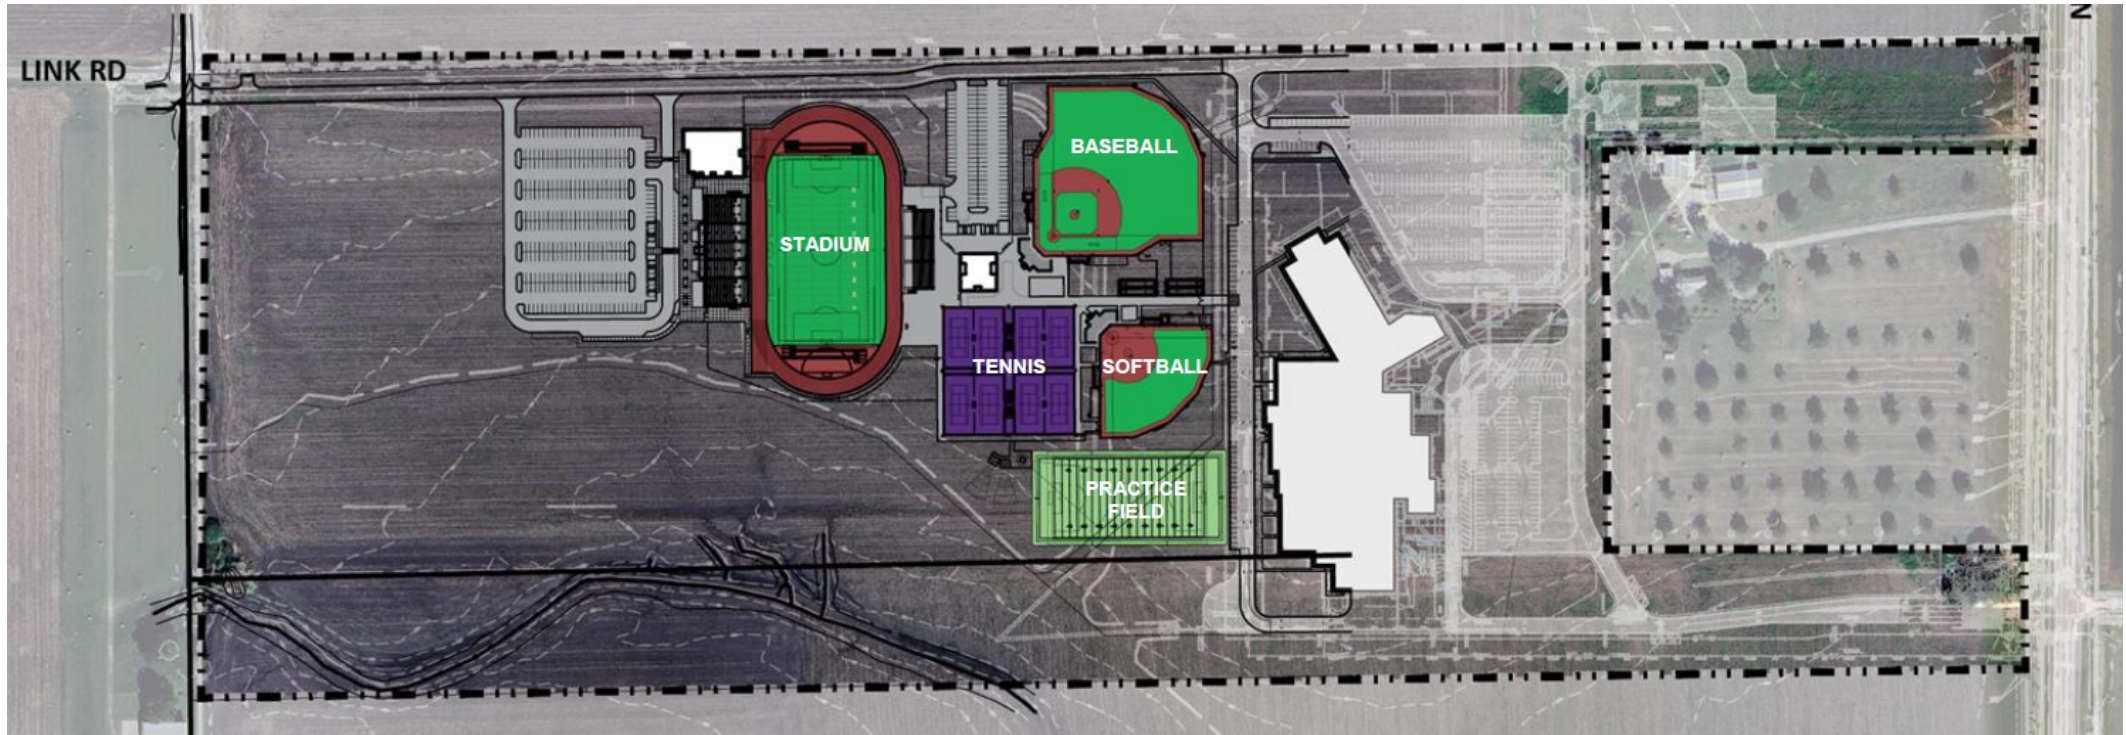 N
LINK RD
BASEBALL
STADIUM
TENNIS
SOFTBALL
PRACTICE
FIELD